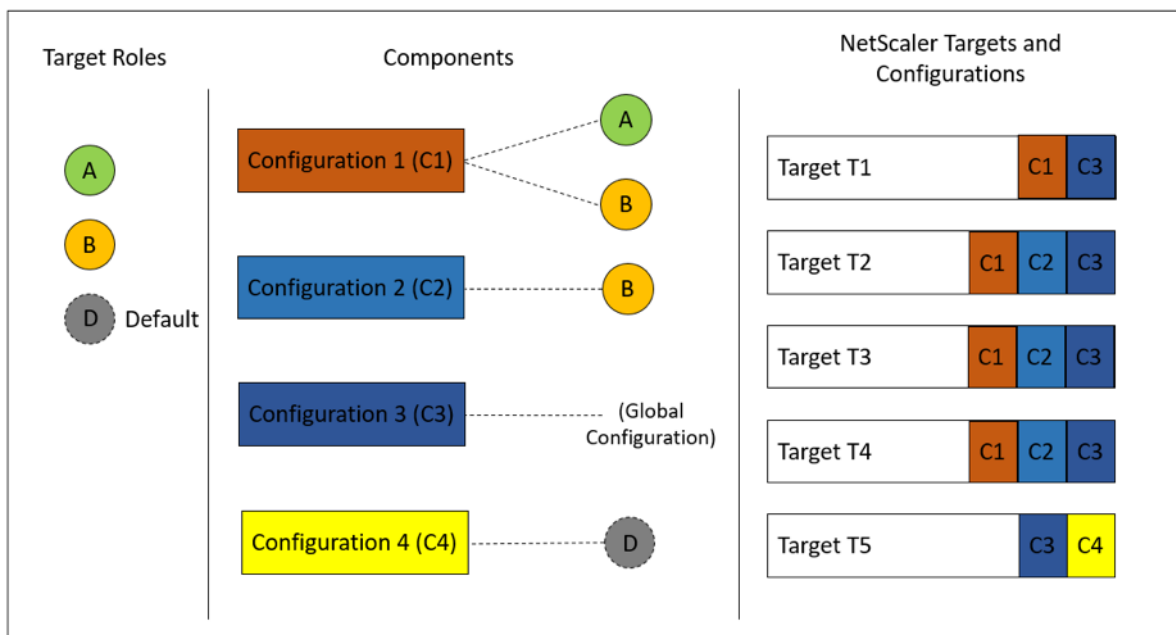 Target Roles
A
B
D Default
Components
Configuration 1 (C1)
A
B
Configuration 2 (C2)
B
Configuration 3 (C3)
(Global
Configuration)
Configuration 4 (C4)
D
NetScaler Targets and
Configurations
Target T1 C1 C3
Target T2 C1 C2 C3
Target T3 C1 C2 C3
Target T4 C1 C2 C3
Target T5 C3 C4